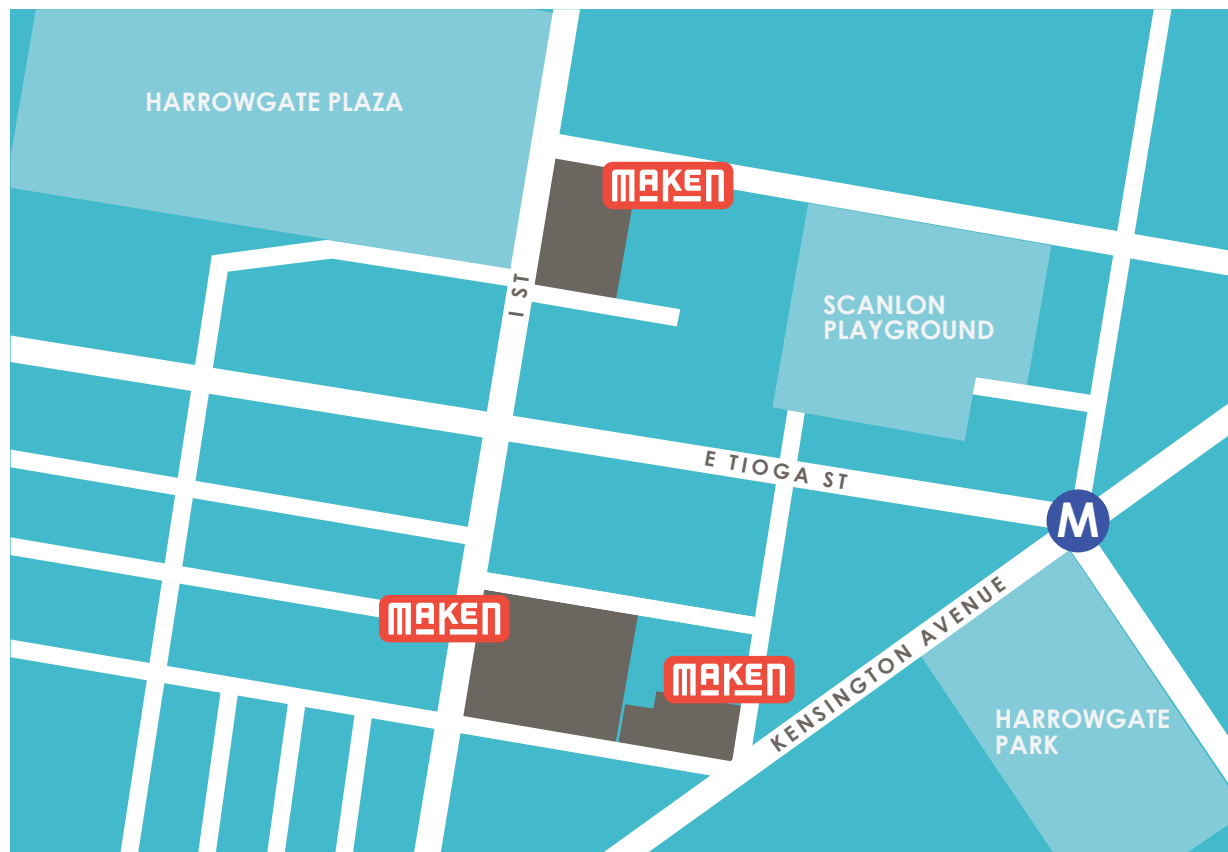 HARROWGATE PLAZA
MAKEN
I ST
SCANLON
PLAYGROUND
E TIOGA ST
M
MAKEN
MAKEN
KENSINGTON AVENUE
HARROWGATE
PARK